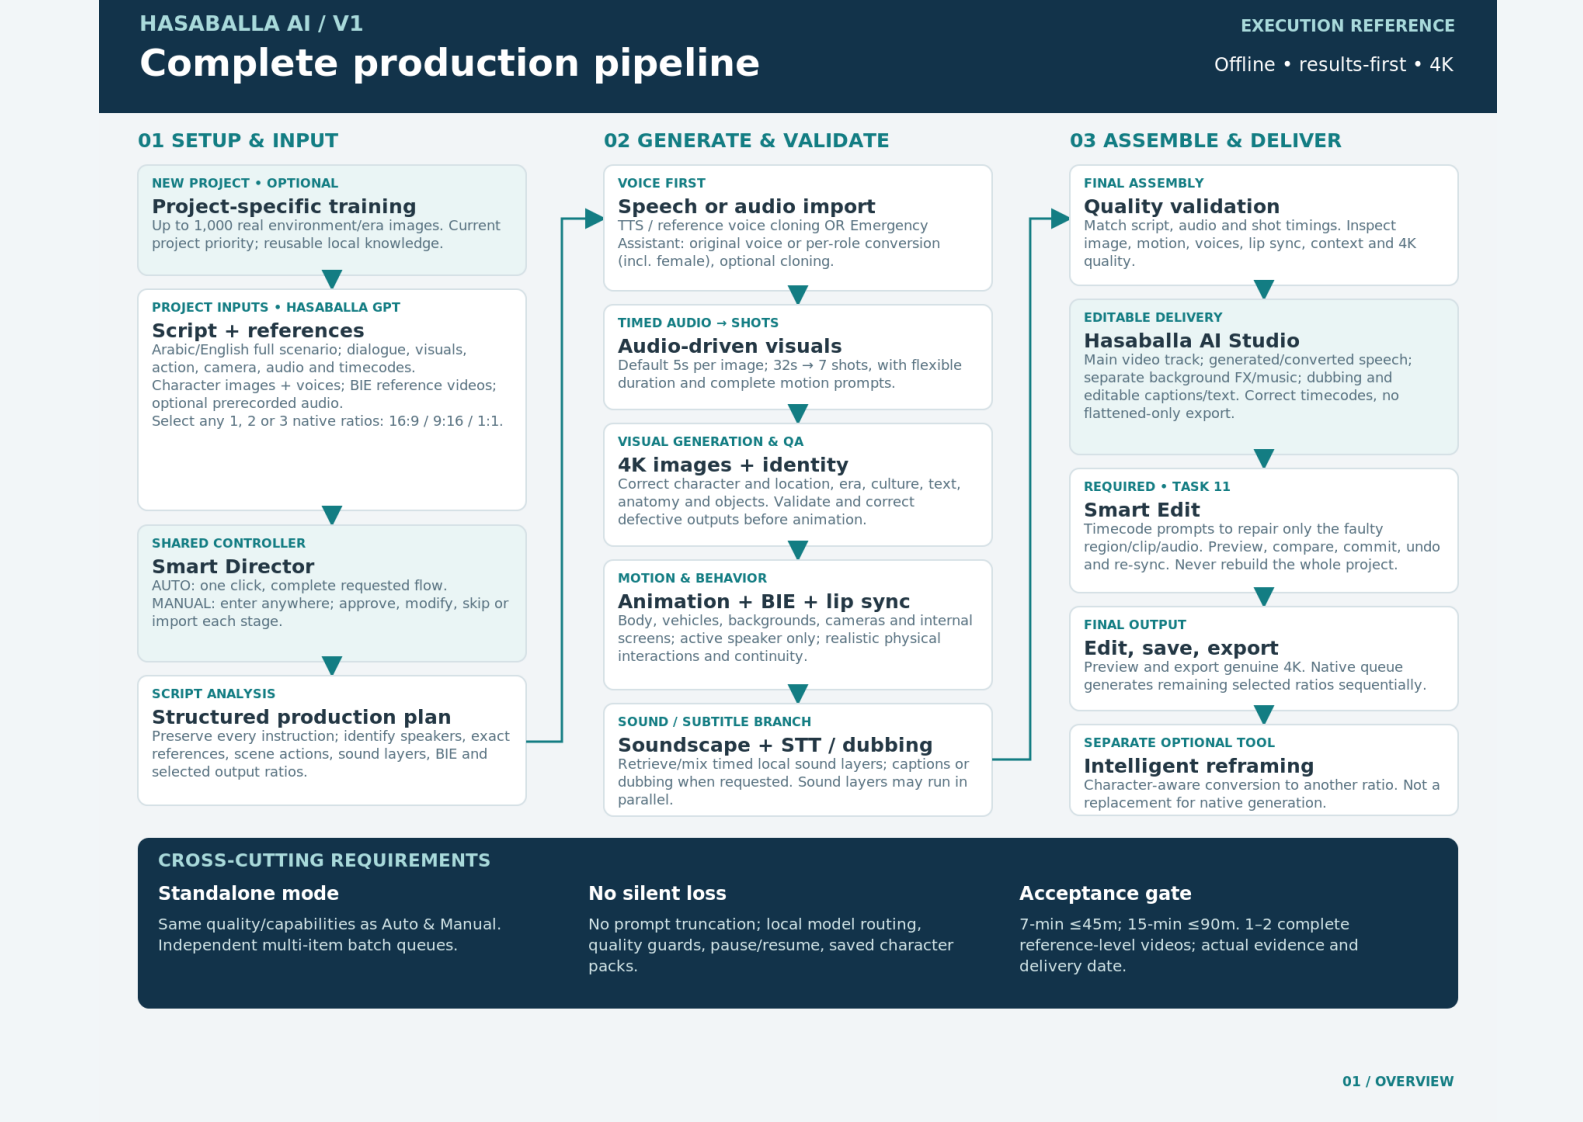 HASABALLA AI / V1
EXECUTION REFERENCE
Complete production pipeline
Offline • results-first • 4K
01 SETUP & INPUT
NEW PROJECT • OPTIONAL
Project-specific training
Up to 1,000 real environment/era images. Current
project priority; reusable local knowledge.
PROJECT INPUTS • HASABALLA GPT
Script + references
Arabic/English full scenario; dialogue, visuals,
action, camera, audio and timecodes.
Character images + voices; BIE reference videos;
optional prerecorded audio.
Select any 1, 2 or 3 native ratios: 16:9 / 9:16 / 1:1.
SHARED CONTROLLER
Smart Director
AUTO: one click, complete requested flow.
MANUAL: enter anywhere; approve, modify, skip or
import each stage.
SCRIPT ANALYSIS
Structured production plan
Preserve every instruction; identify speakers, exact
references, scene actions, sound layers, BIE and
selected output ratios.
02 GENERATE & VALIDATE
VOICE FIRST
Speech or audio import
TTS / reference voice cloning OR Emergency
Assistant: original voice or per-role conversion
(incl. female), optional cloning.
TIMED AUDIO → SHOTS
Audio-driven visuals
Default 5s per image; 32s → 7 shots, with flexible
duration and complete motion prompts.
VISUAL GENERATION & QA
4K images + identity
Correct character and location, era, culture, text,
anatomy and objects. Validate and correct
defective outputs before animation.
MOTION & BEHAVIOR
Animation + BIE + lip sync
Body, vehicles, backgrounds, cameras and internal
screens; active speaker only; realistic physical
interactions and continuity.
SOUND / SUBTITLE BRANCH
Soundscape + STT / dubbing
Retrieve/mix timed local sound layers; captions or
dubbing when requested. Sound layers may run in
parallel.
03 ASSEMBLE & DELIVER
FINAL ASSEMBLY
Quality validation
Match script, audio and shot timings. Inspect
image, motion, voices, lip sync, context and 4K
quality.
EDITABLE DELIVERY
Hasaballa AI Studio
Main video track; generated/converted speech;
separate background FX/music; dubbing and
editable captions/text. Correct timecodes, no
flattened-only export.
REQUIRED • TASK 11
Smart Edit
Timecode prompts to repair only the faulty
region/clip/audio. Preview, compare, commit, undo
and re-sync. Never rebuild the whole project.
FINAL OUTPUT
Edit, save, export
Preview and export genuine 4K. Native queue
generates remaining selected ratios sequentially.
SEPARATE OPTIONAL TOOL
Intelligent reframing
Character-aware conversion to another ratio. Not a
replacement for native generation.
CROSS-CUTTING REQUIREMENTS
Standalone mode
Same quality/capabilities as Auto & Manual.
Independent multi-item batch queues.
No silent loss
No prompt truncation; local model routing,
quality guards, pause/resume, saved character
packs.
Acceptance gate
7-min ≤45m; 15-min ≤90m. 1–2 complete
reference-level videos; actual evidence and
delivery date.
01 / OVERVIEW